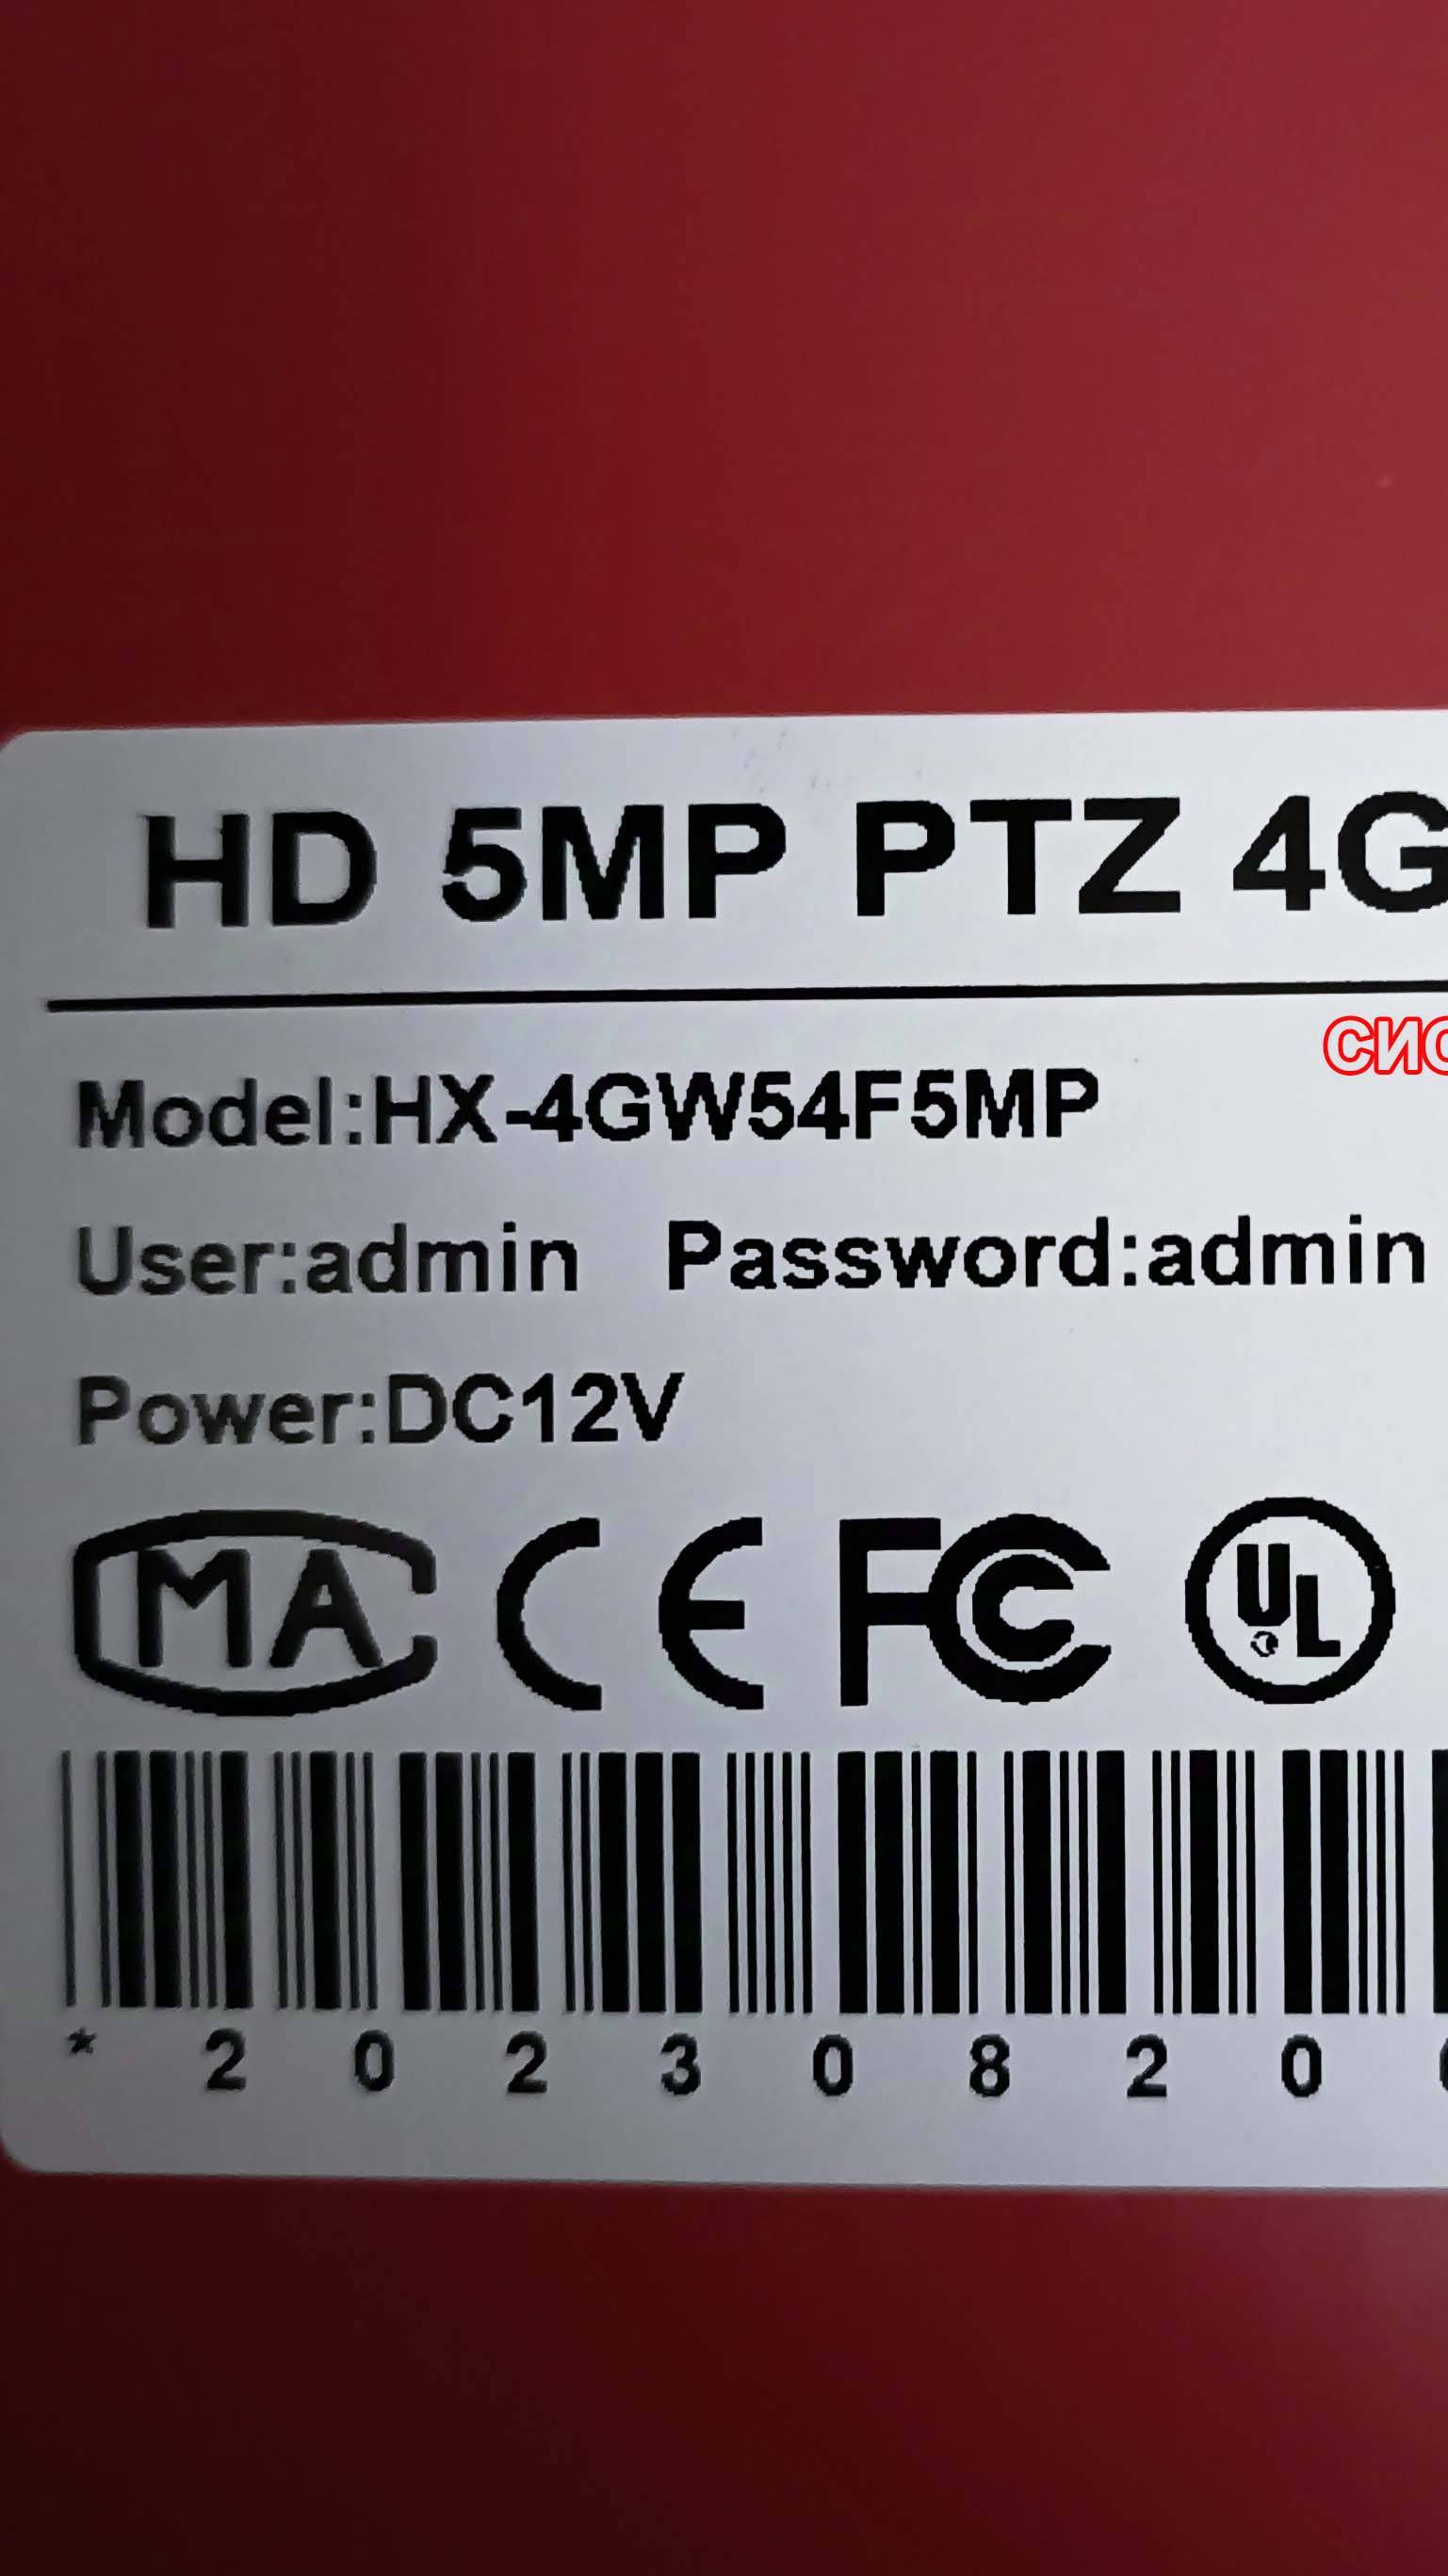 HD 5MP PTZ 4G
Model:HX-4GW54F5MP
User:admin Password:admin
Power:DC12V
MA CE FC UL
* 2 0 2 3 0 8 2 0